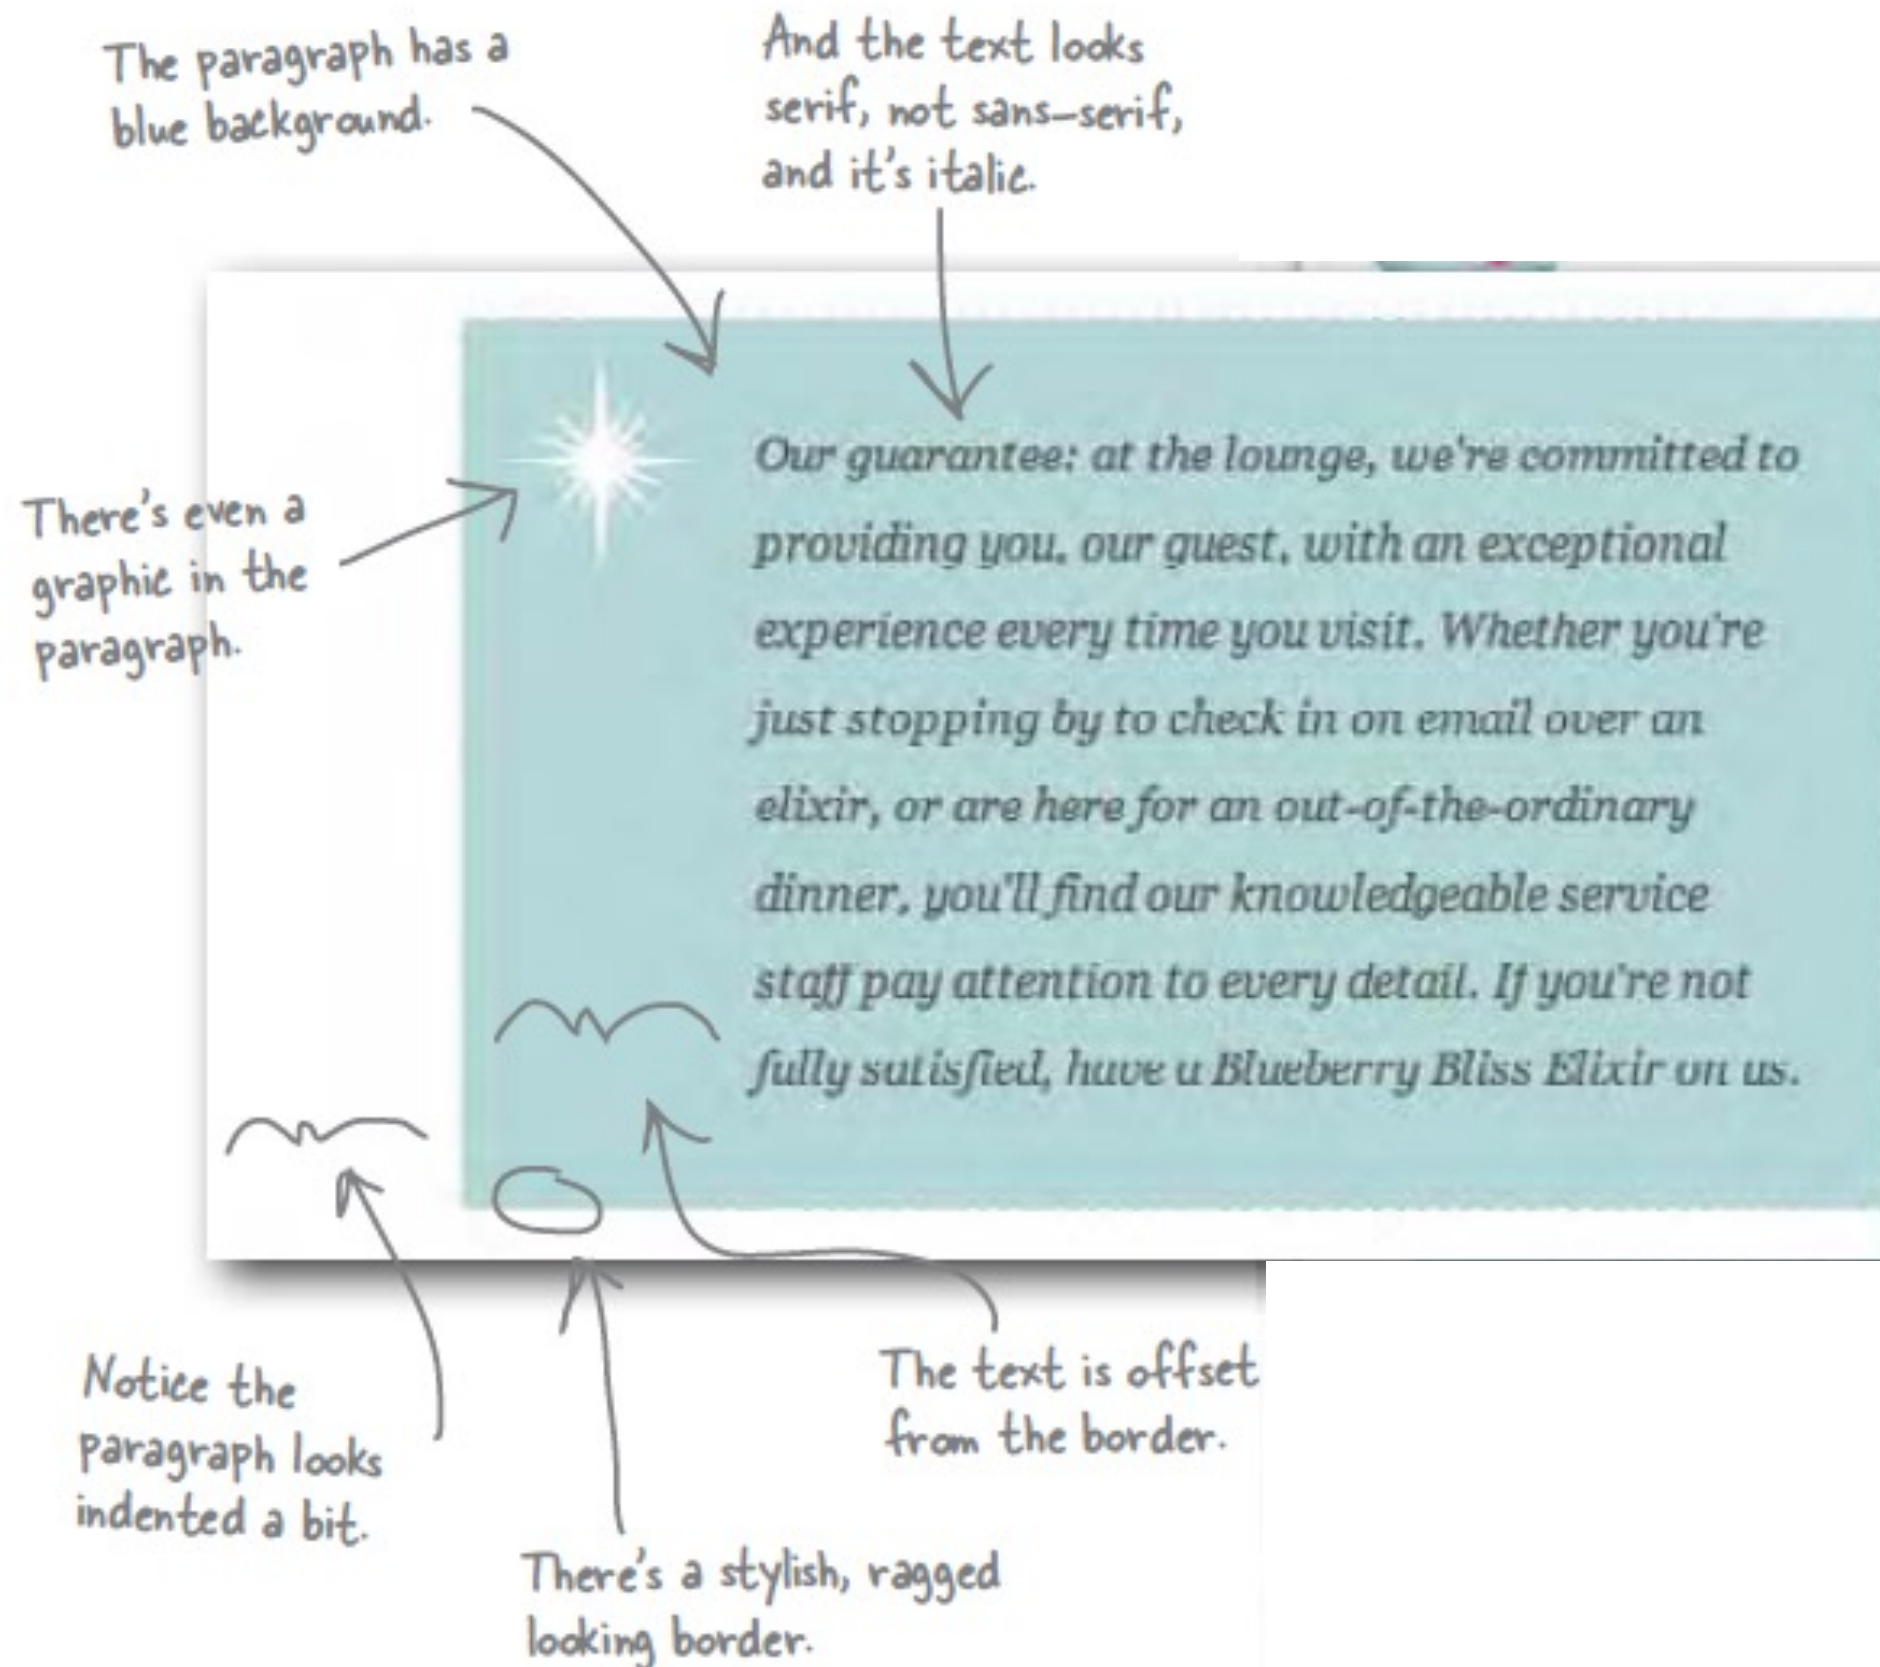 The paragraph has a
blue background.
And the text looks
serif, not sans-serif,
and it's italic.
There's even a
graphic in the
paragraph.
Our guarantee: at the lounge, we're committed to
providing you, our guest, with an exceptional
experience every time you visit. Whether you're
just stopping by to check in on email over an
elixir, or are here for an out-of-the-ordinary
dinner, you'll find our knowledgeable service
staff pay attention to every detail. If you're not
fully satisfied, have a Blueberry Bliss Elixir on us.
Notice the
paragraph looks
indented a bit.
The text is offset
from the border.
There's a stylish, ragged
looking border.